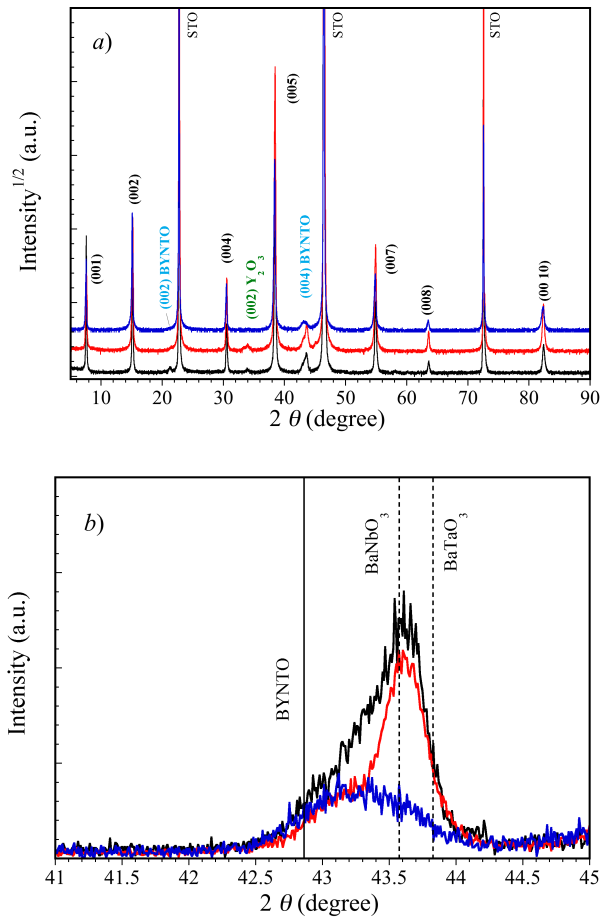 a)
STO
STO
STO
(001)
(002)
(002) BYNTO
(004)
(002) Y2O3
(005)
(004) BYNTO
(007)
(008)
(00 10)
Intensity1/2 (a.u.)
10 20 30 40 50 60 70 80 90
2 θ (degree)
b)
BYNTO
BaNbO3
BaTaO3
Intensity (a.u.)
41 41.5 42 42.5 43 43.5 44 44.5 45
2 θ (degree)